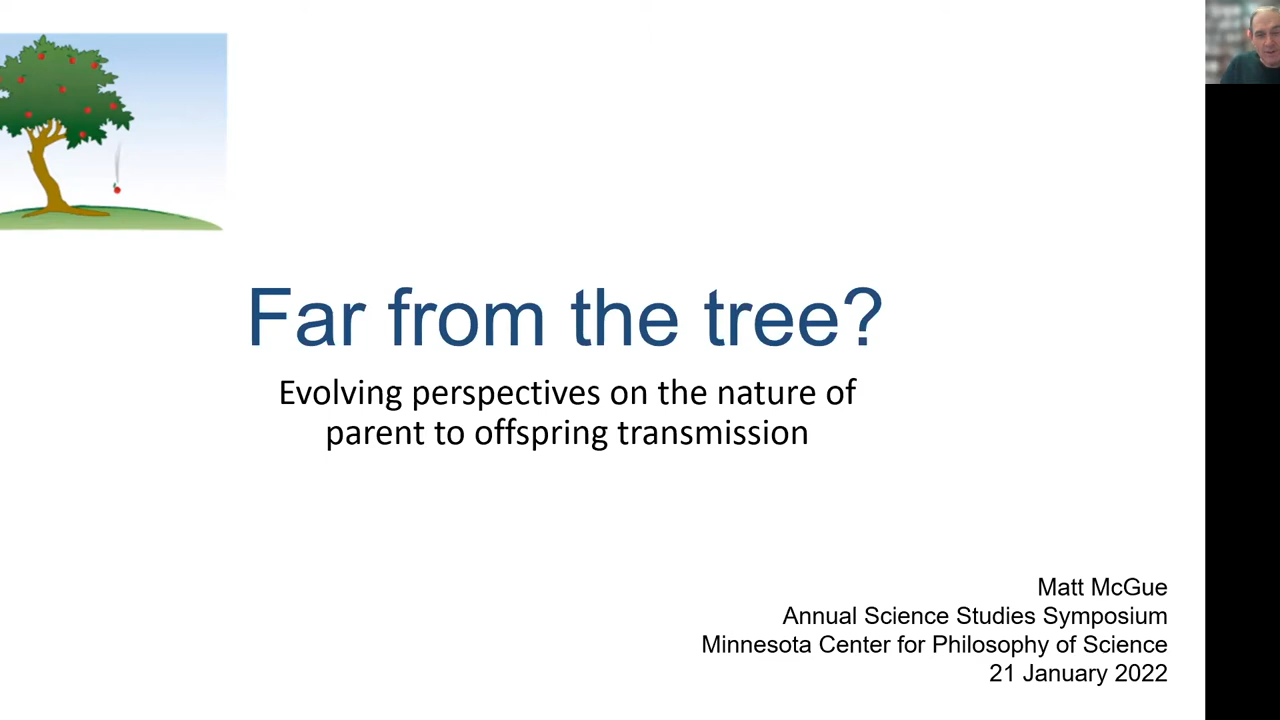 Far from the tree?
Evolving perspectives on the nature of
parent to offspring transmission
Matt McGue
Annual Science Studies Symposium
Minnesota Center for Philosophy of Science
21 January 2022